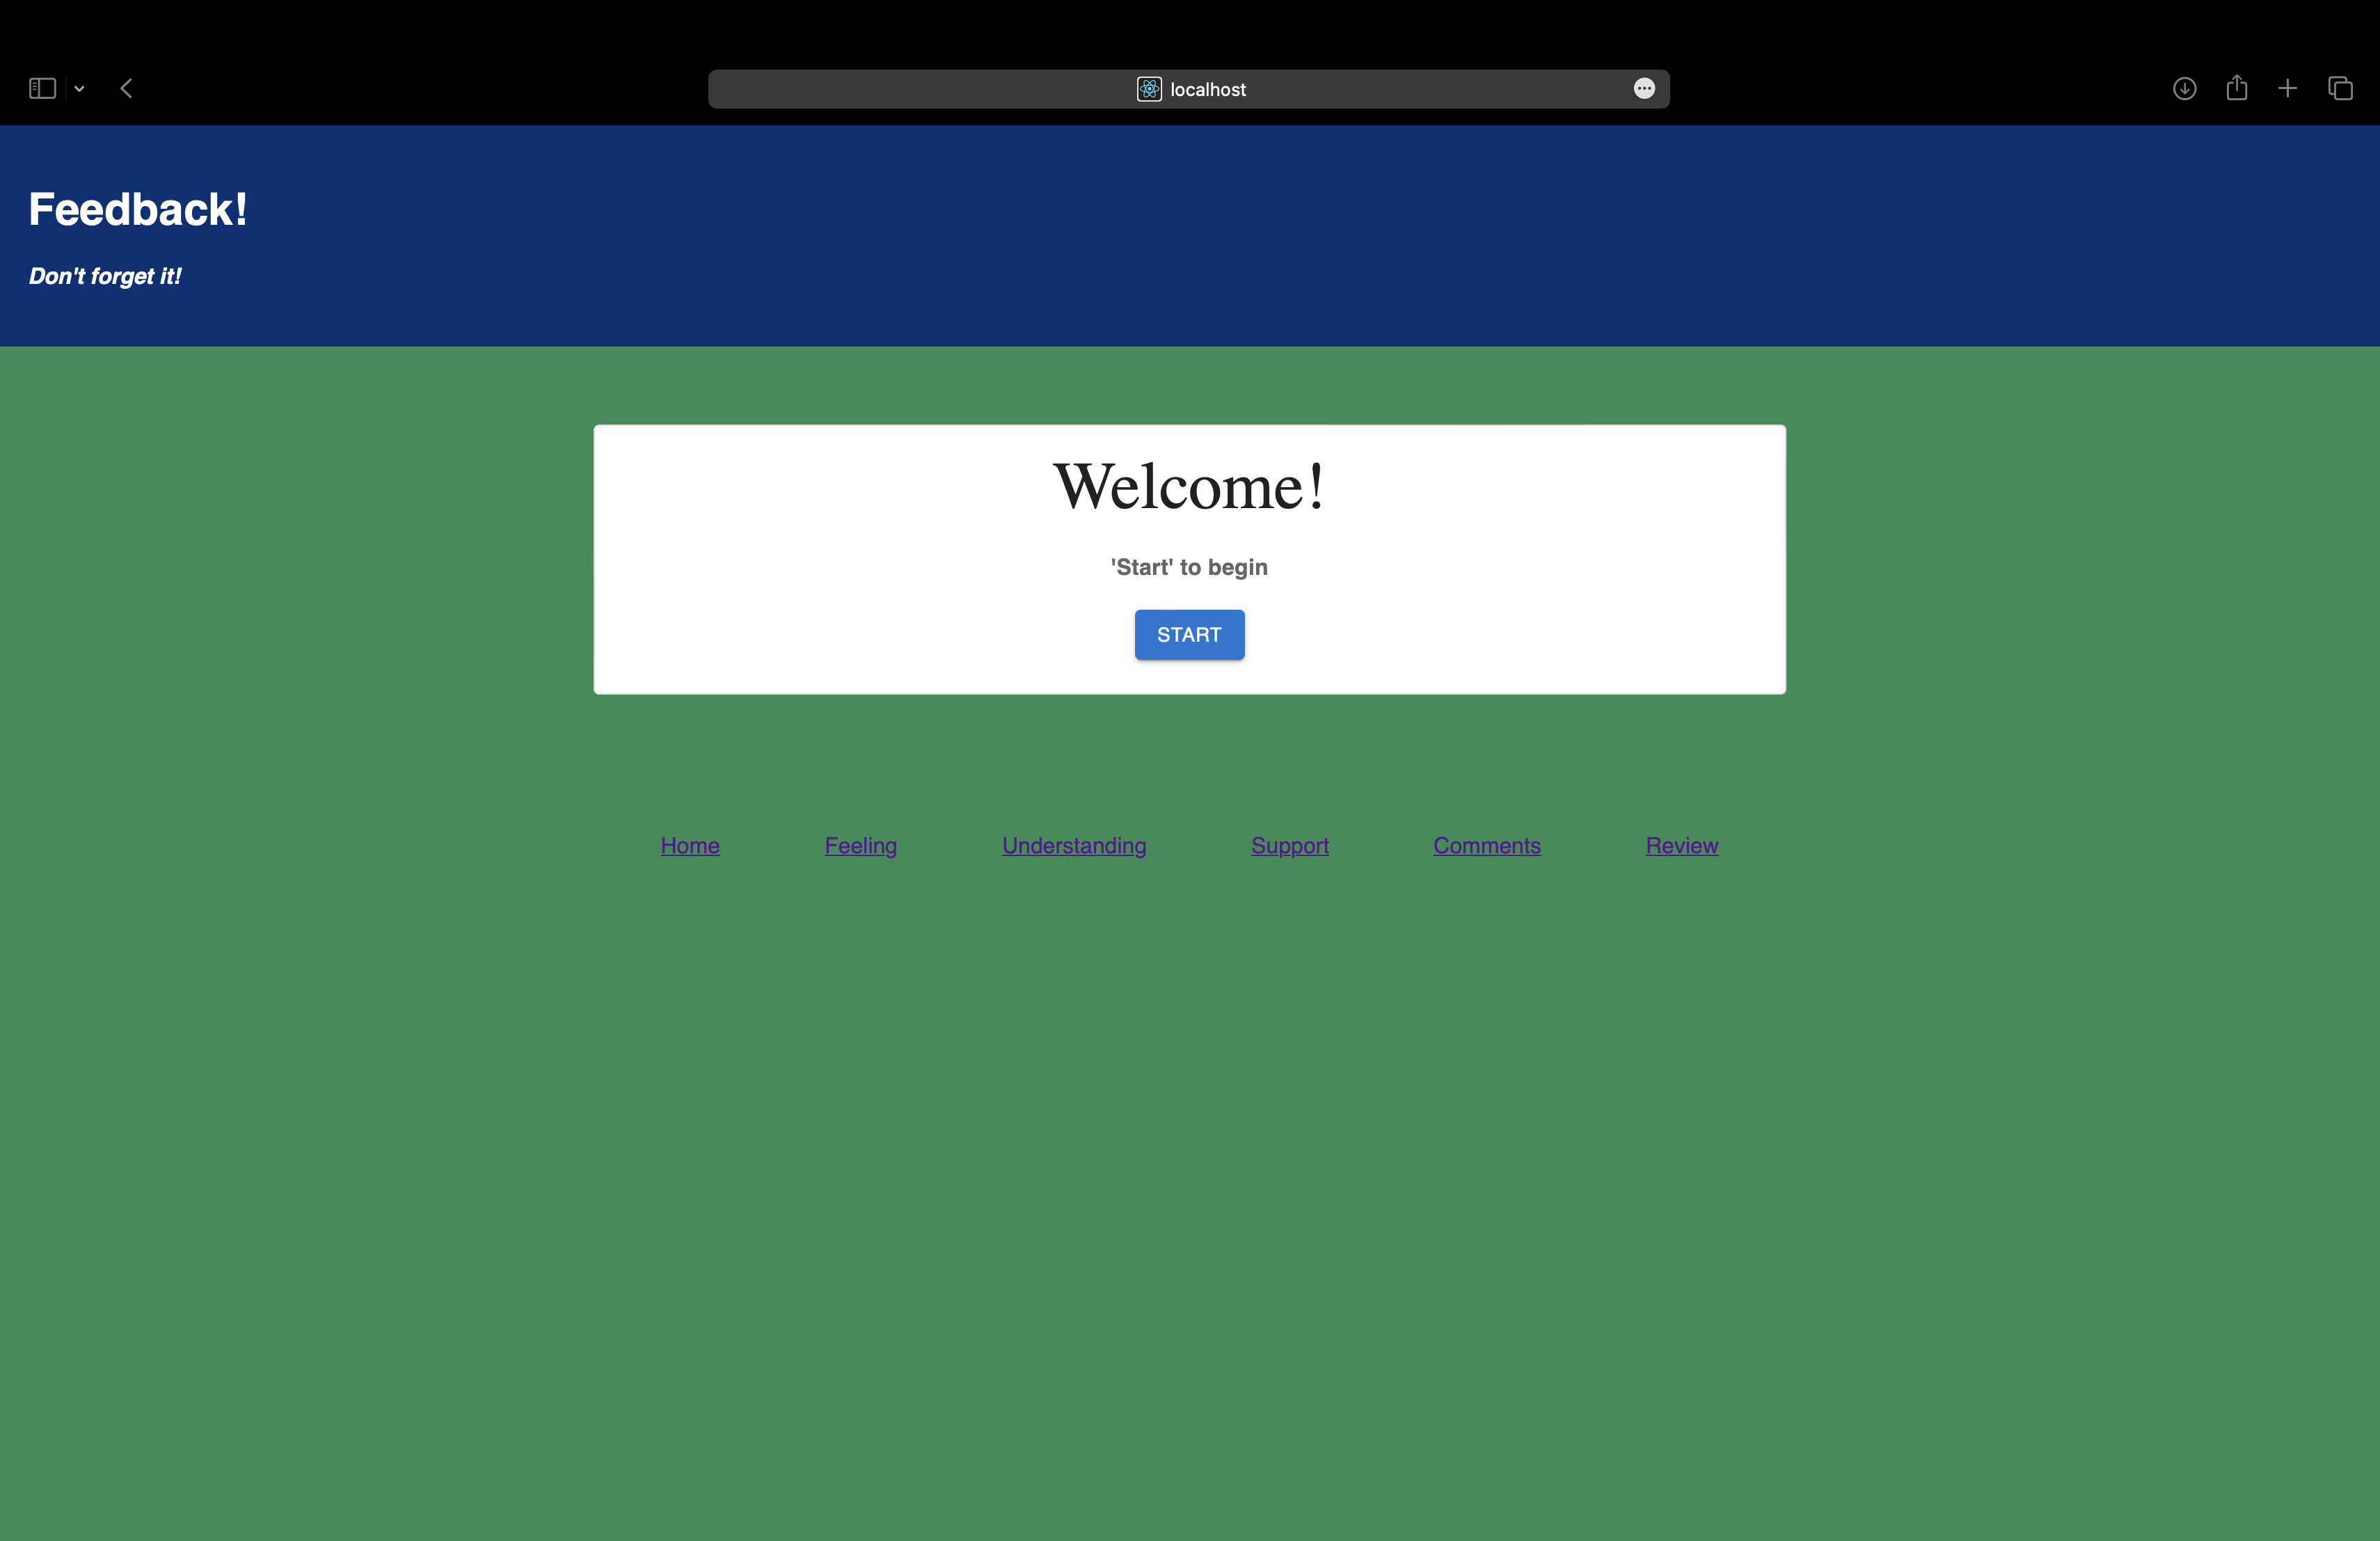 localhost
Feedback!
Don't forget it!
Welcome!
'Start' to begin
START
Home Feeling Understanding Support Comments Review